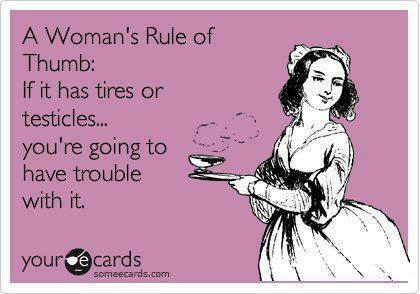 A Woman's Rule of
Thumb:
If it has tires or
testicles...
you're going to
have trouble
with it.
your e cards
someecards.com